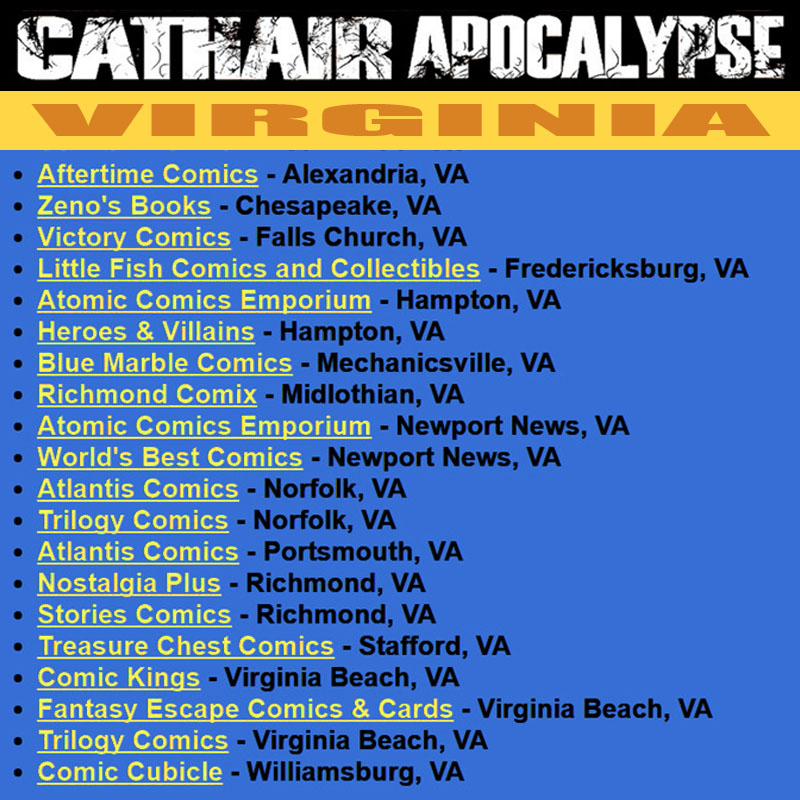 CATHAIR APOCALYPSE
VIRGINIA
• Aftertime Comics - Alexandria, VA
• Zeno's Books - Chesapeake, VA
• Victory Comics - Falls Church, VA
• Little Fish Comics and Collectibles - Fredericksburg, VA
• Atomic Comics Emporium - Hampton, VA
• Heroes & Villains - Hampton, VA
• Blue Marble Comics - Mechanicsville, VA
• Richmond Comix - Midlothian, VA
• Atomic Comics Emporium - Newport News, VA
• World's Best Comics - Newport News, VA
• Atlantis Comics - Norfolk, VA
• Trilogy Comics - Norfolk, VA
• Atlantis Comics - Portsmouth, VA
• Nostalgia Plus - Richmond, VA
• Stories Comics - Richmond, VA
• Treasure Chest Comics - Stafford, VA
• Comic Kings - Virginia Beach, VA
• Fantasy Escape Comics & Cards - Virginia Beach, VA
• Trilogy Comics - Virginia Beach, VA
• Comic Cubicle - Williamsburg, VA